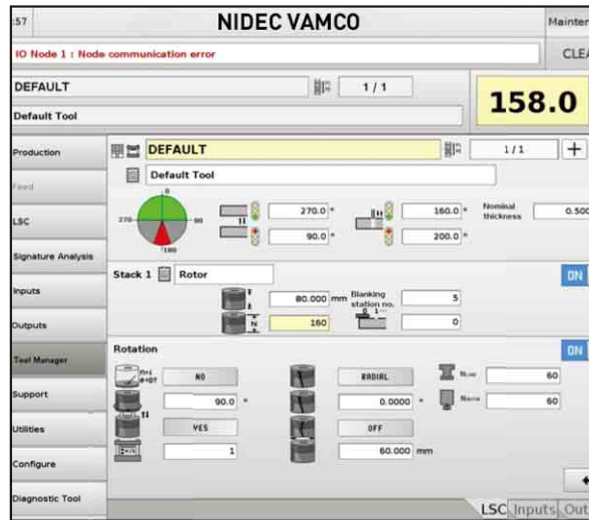 :57
NIDEC VAMCO
Mainten
IO Node 1 : Node communication error
CLEA
DEFAULT
1 / 1
158.0
Default Tool
Production
DEFAULT
1/1
+
Feed
Default Tool
0
270
90
180
270.0 °
160.0 °
Nominal thickness
0.500
90.0 °
200.0 °
LSC
Signature Analysis
Stack 1
Rotor
ON
Inputs
80.000 mm
Blanking station no.
5
N
160
0 1...
0
Outputs
Tool Manager
Rotation
ON
NO
RADIAL
60
Support
90.0 °
0.0000 °
60
Utilities
YES
OFF
1
60.000 mm
Configure
Diagnostic Tool
LSC
Inputs
Out